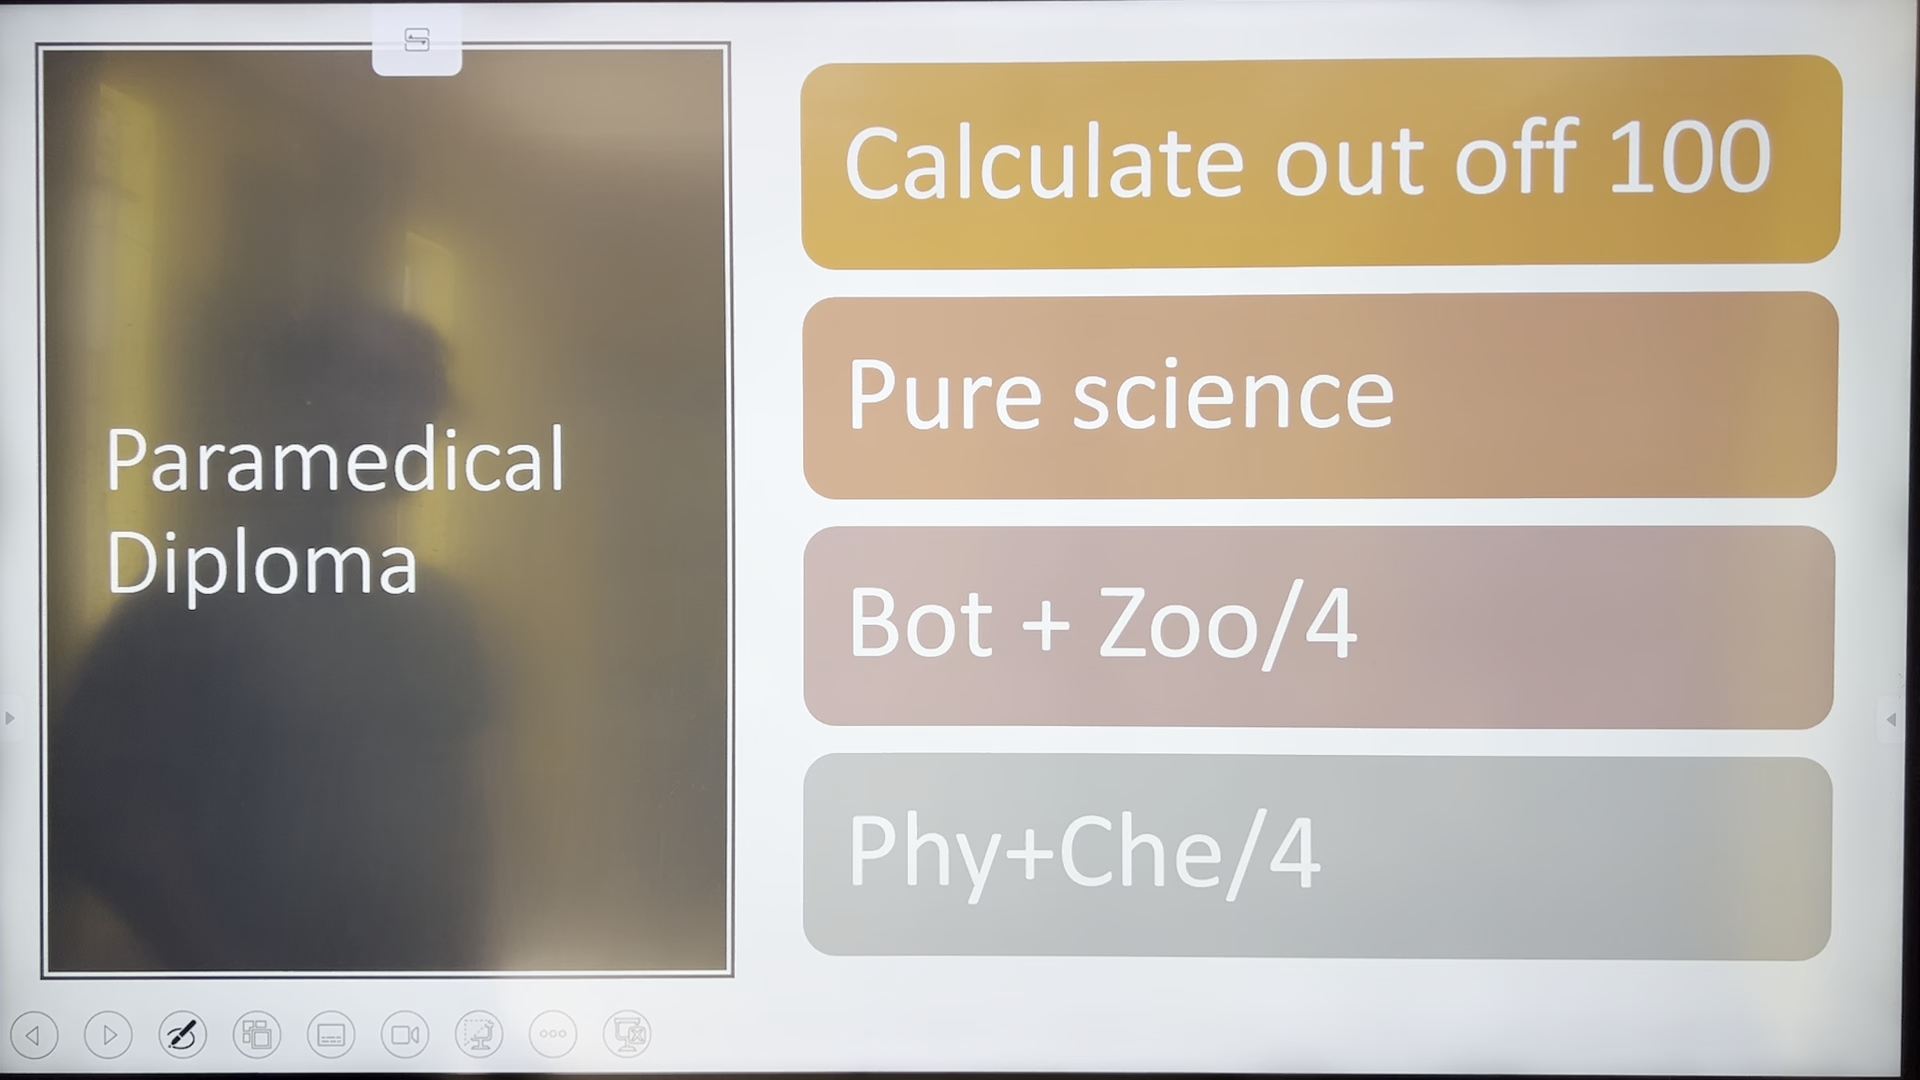 Paramedical
Diploma
Calculate out off 100
Pure science
Bot + Zoo/4
Phy+Che/4